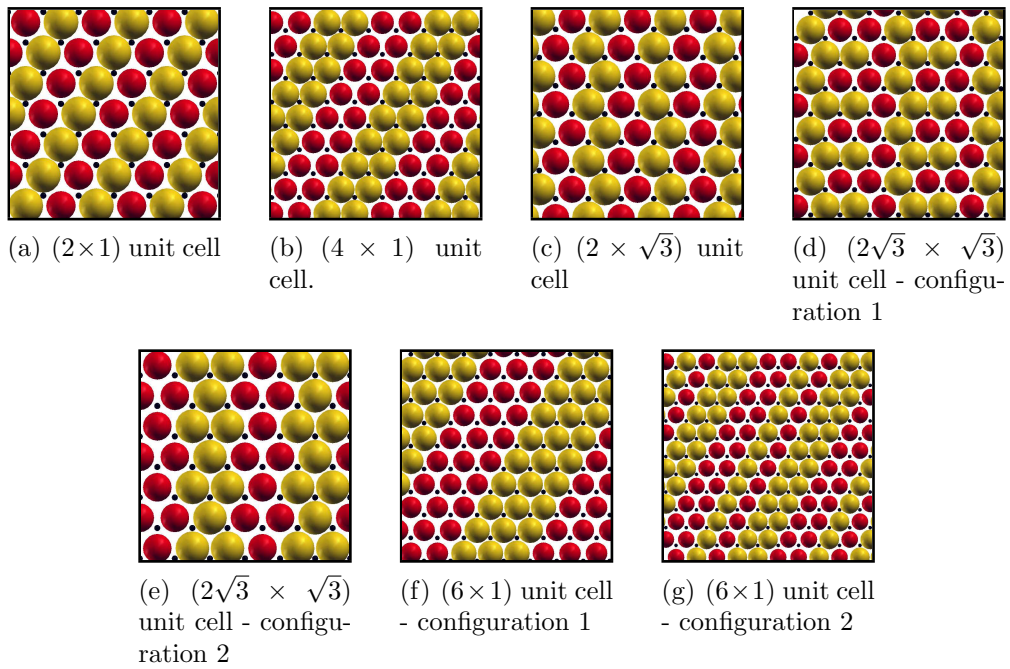 (a) (2×1) unit cell
(b) (4 × 1) unit
cell.
(c) (2 × √3) unit
cell
(d) (2√3 × √3)
unit cell - configu-
ration 1
(e) (2√3 × √3)
unit cell - configu-
ration 2
(f) (6×1) unit cell
- configuration 1
(g) (6×1) unit cell
- configuration 2